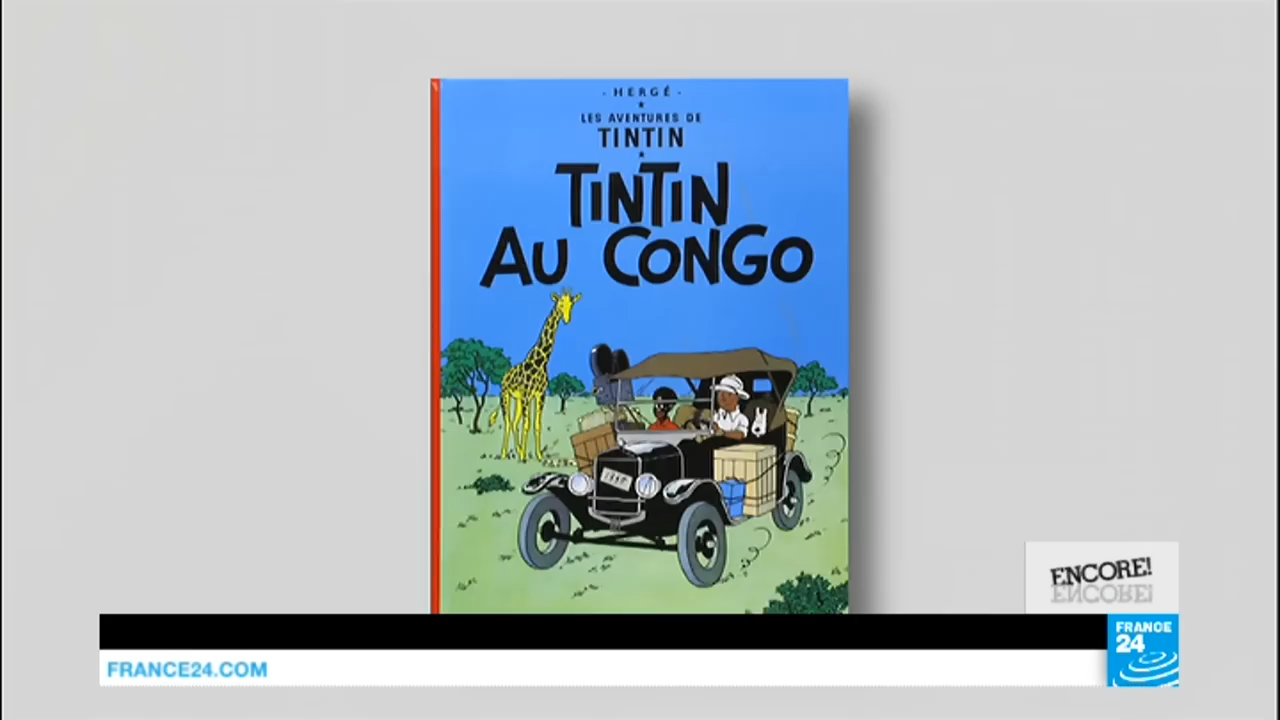 - HERGÉ -
LES AVENTURES DE
TINTIN
TINTIN
AU CONGO
ENCORE!
ENCORE!
FRANCE
24
FRANCE24.COM